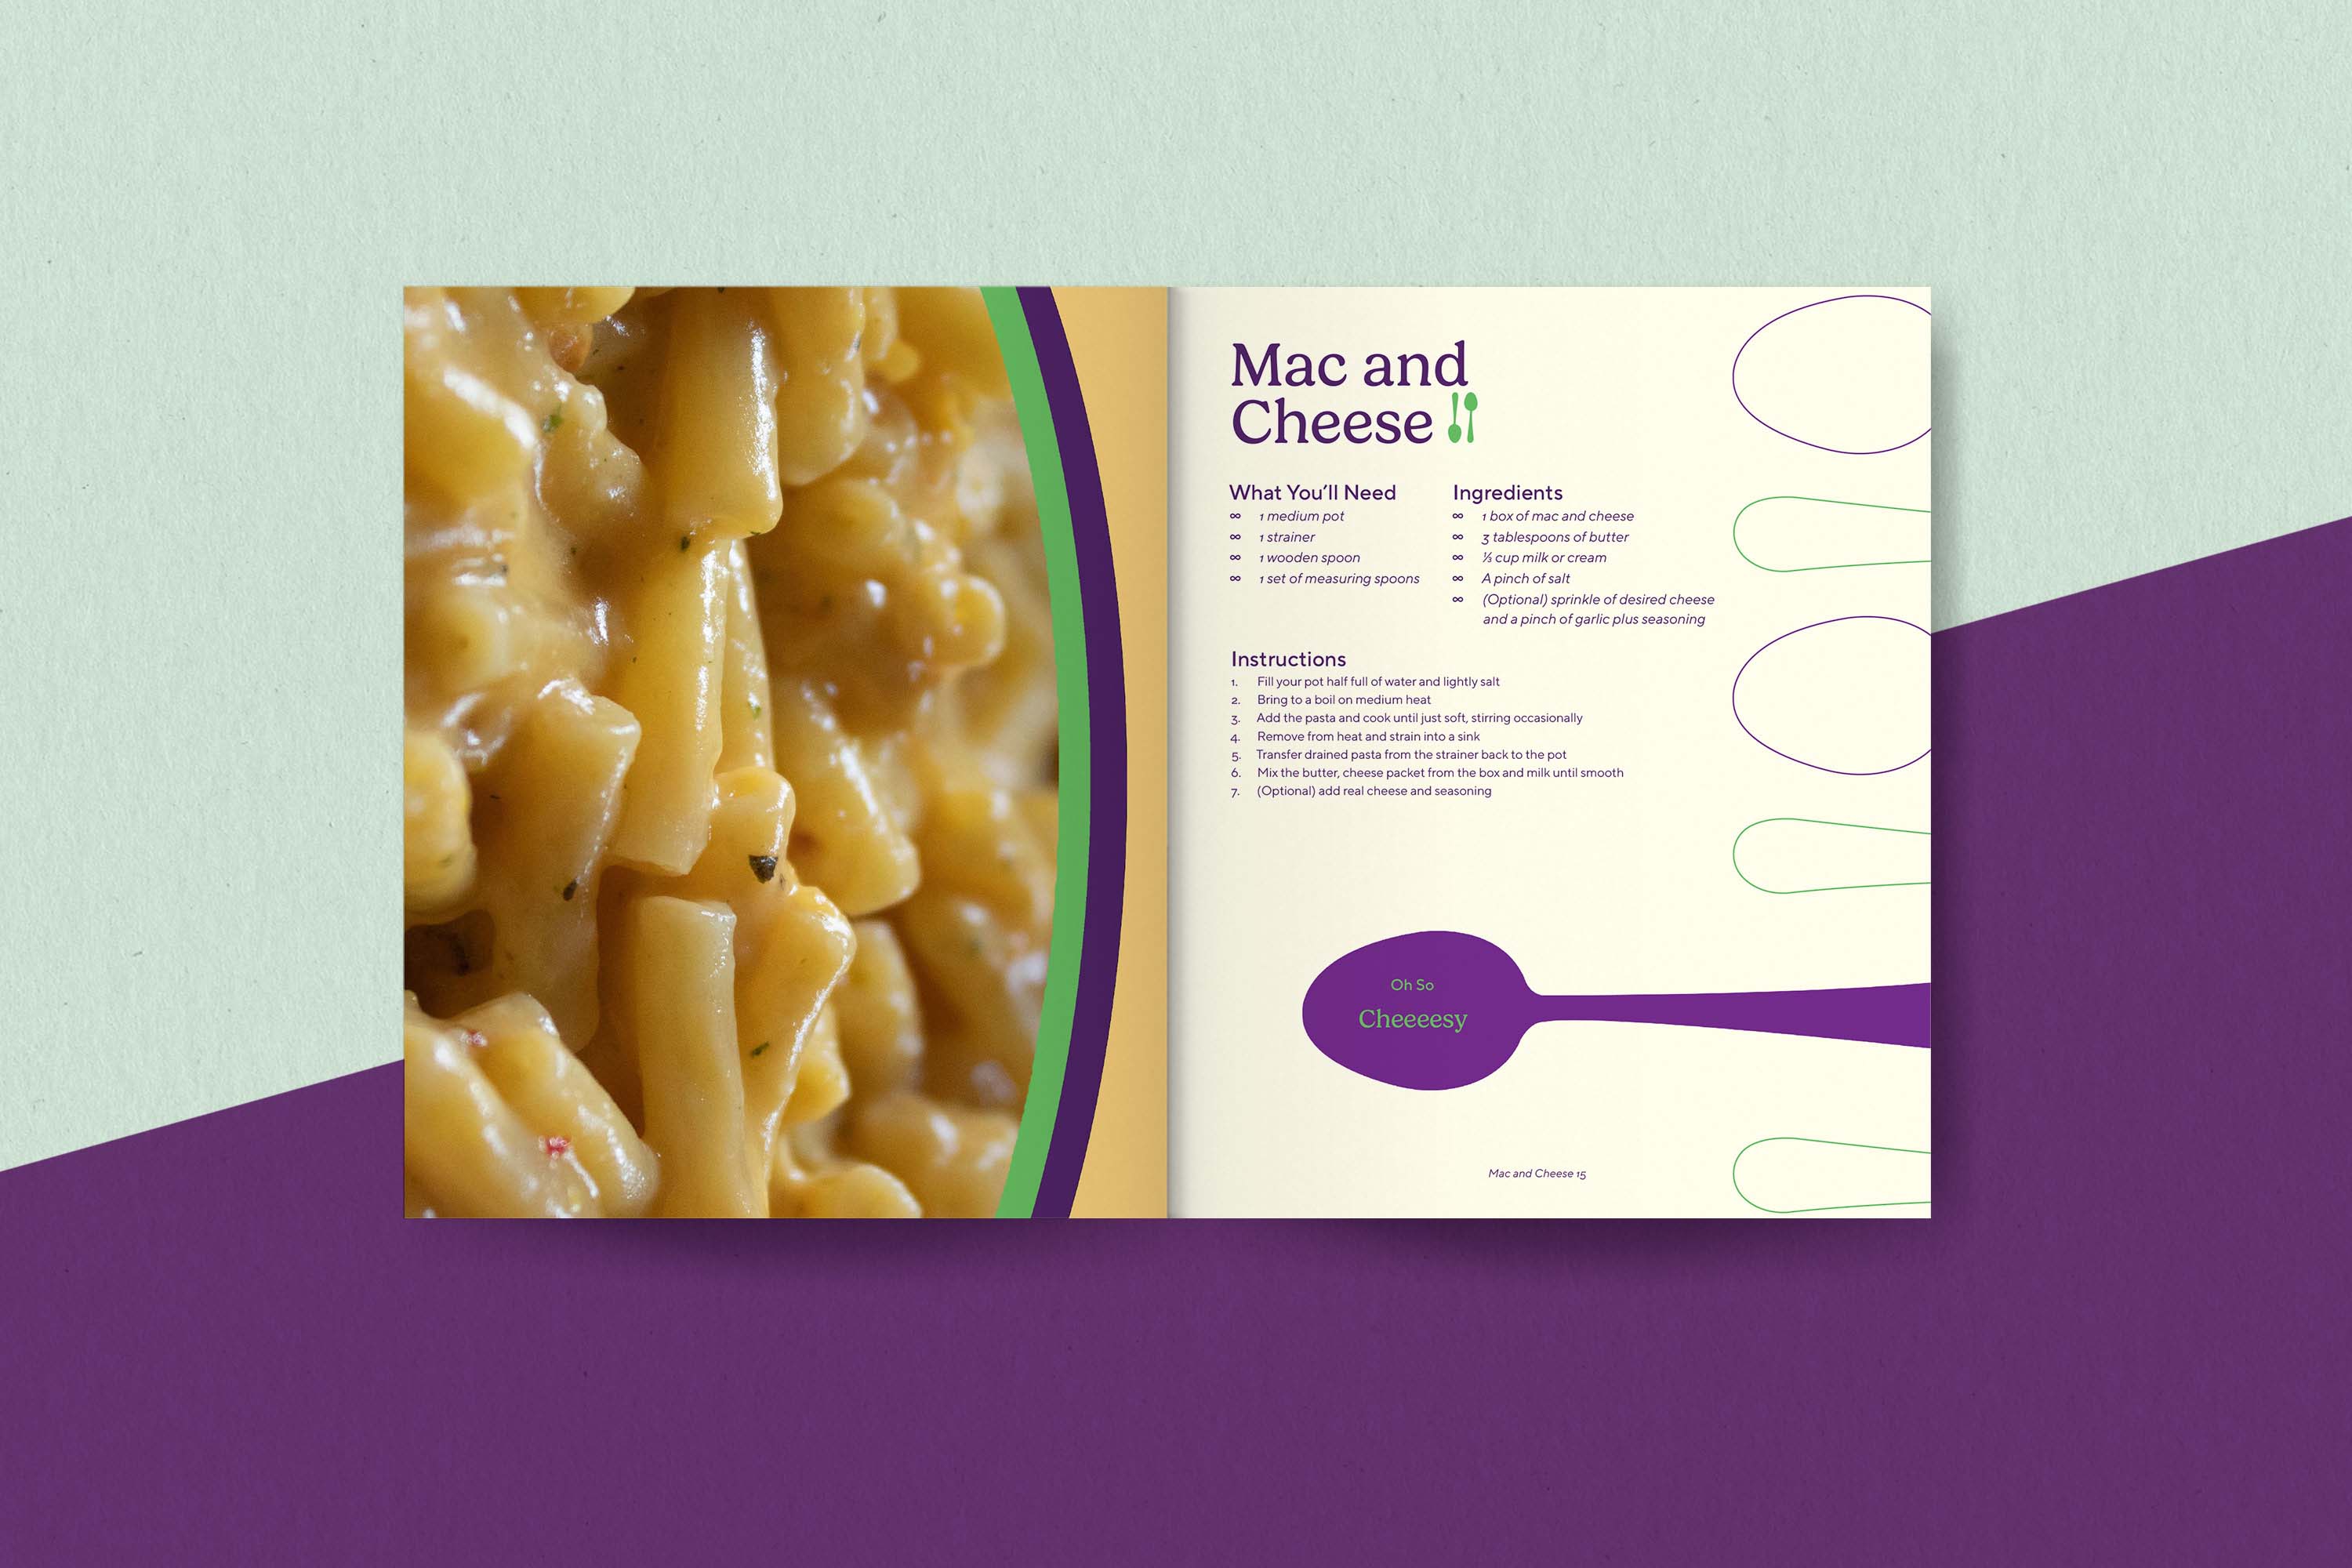 Mac and
Cheese
What You'll Need
∞ 1 medium pot
∞ 1 strainer
∞ 1 wooden spoon
∞ 1 set of measuring spoons
Ingredients
∞ 1 box of mac and cheese
∞ 3 tablespoons of butter
∞ ⅓ cup milk or cream
∞ A pinch of salt
∞ (Optional) sprinkle of desired cheese
and a pinch of garlic plus seasoning
Instructions
1. Fill your pot half full of water and lightly salt
2. Bring to a boil on medium heat
3. Add the pasta and cook until just soft, stirring occasionally
4. Remove from heat and strain into a sink
5. Transfer drained pasta from the strainer back to the pot
6. Mix the butter, cheese packet from the box and milk until smooth
7. (Optional) add real cheese and seasoning
Oh So
Cheeeesy
Mac and Cheese 15